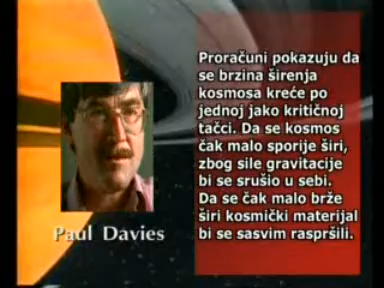 Proračuni pokazuju da
se brzina širenja
kosmosa kreće po
jednoj jako kritičnoj
tačci. Da se kosmos
čak malo sporije širi,
zbog sile gravitacije
bi se srušio u sebi.
Da se čak malo brže
širi kosmički materijal
bi se sasvim raspršili.
Paul Davies